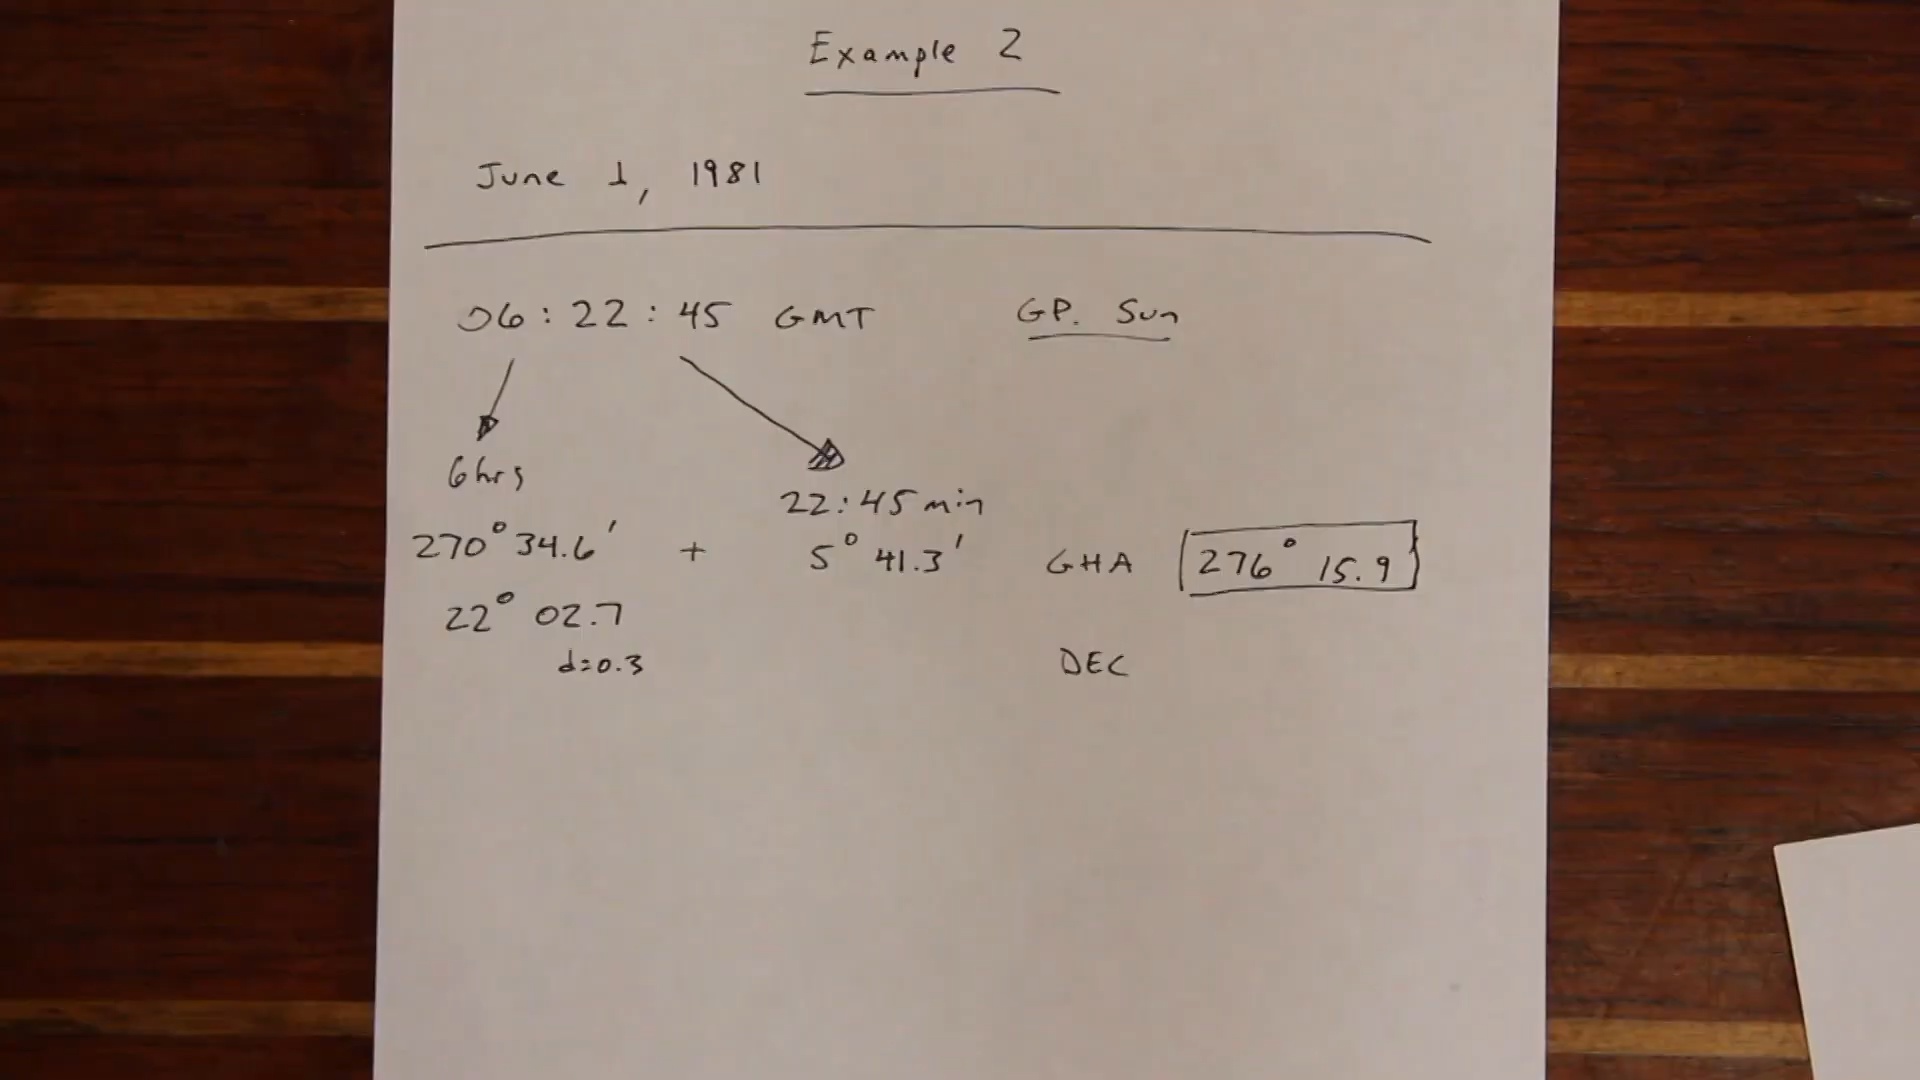 Example 2
June 1, 1981
06:22:45 GMT GP. Sun
6hrs
22:45 min
270° 34.6' + 5° 41.3' GHA 276° 15.9
22° 02.7
d=0.3 DEC